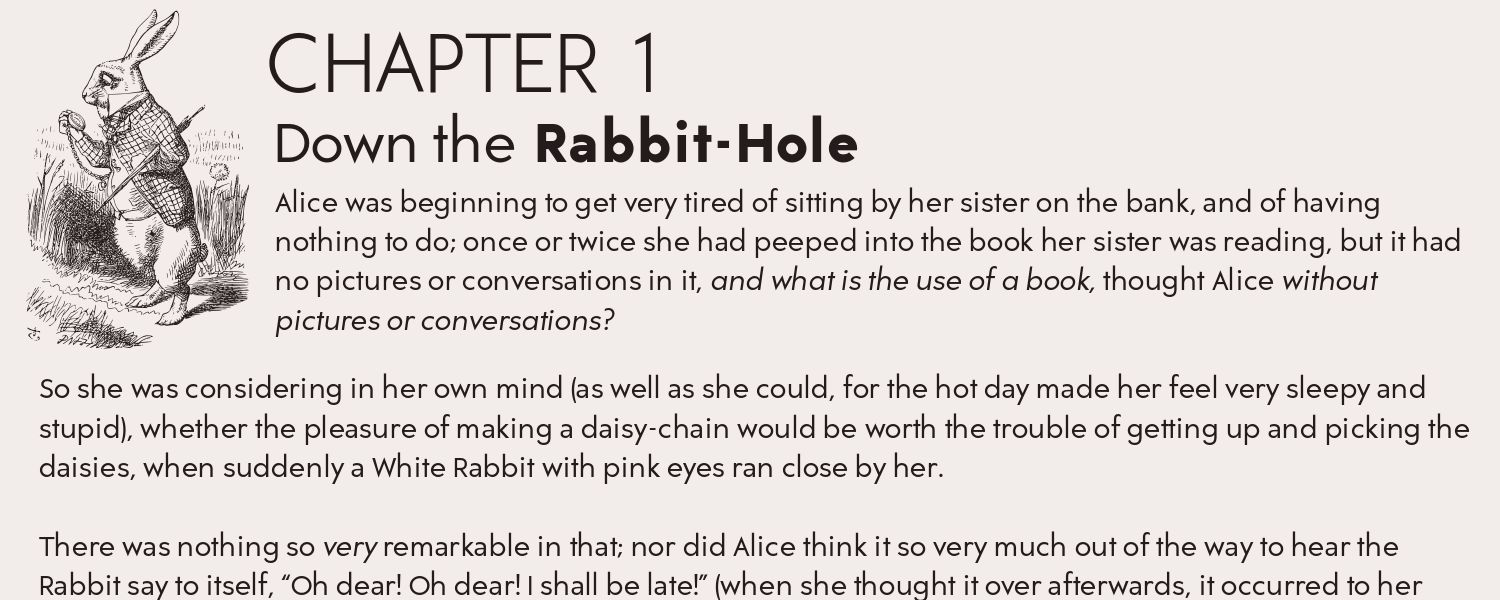 CHAPTER 1
Down the Rabbit-Hole
Alice was beginning to get very tired of sitting by her sister on the bank, and of having
nothing to do; once or twice she had peeped into the book her sister was reading, but it had
no pictures or conversations in it, and what is the use of a book, thought Alice without
pictures or conversations?
So she was considering in her own mind (as well as she could, for the hot day made her feel very sleepy and
stupid), whether the pleasure of making a daisy-chain would be worth the trouble of getting up and picking the
daisies, when suddenly a White Rabbit with pink eyes ran close by her.
There was nothing so very remarkable in that; nor did Alice think it so very much out of the way to hear the
Rabbit say to itself, “Oh dear! Oh dear! I shall be late!” (when she thought it over afterwards, it occurred to her